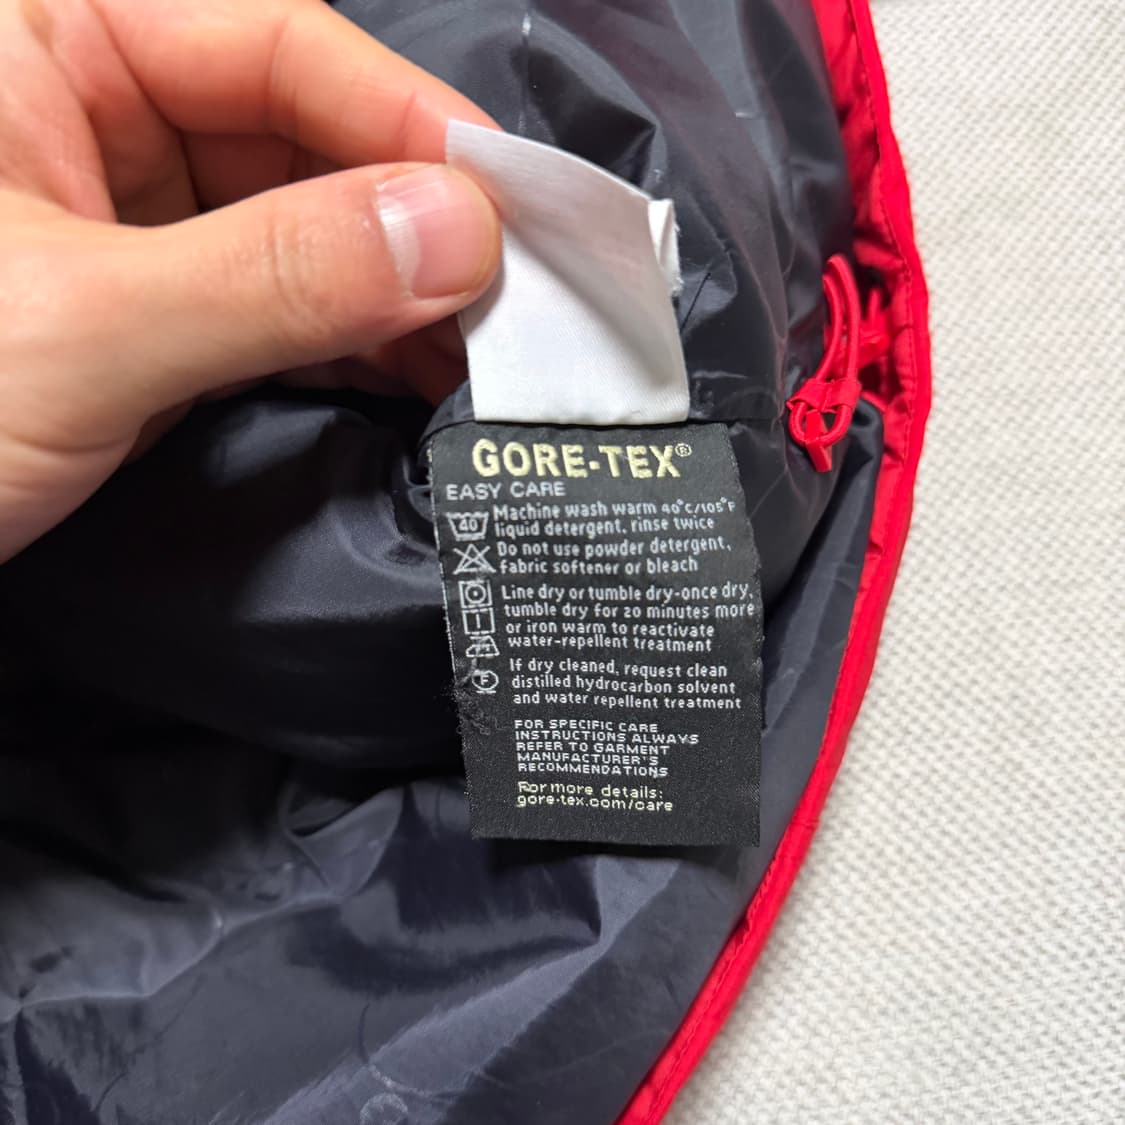 GORE-TEX®
EASY CARE
40
Machine wash warm 40°C/105°F
liquid detergent, rinse twice
Do not use powder detergent,
fabric softener or bleach
Line dry or tumble dry-once dry,
tumble dry for 20 minutes more
or iron warm to reactivate
water-repellent treatment
F
If dry cleaned, request clean
distilled hydrocarbon solvent
and water repellent treatment
FOR SPECIFIC CARE
INSTRUCTIONS ALWAYS
REFER TO GARMENT
MANUFACTURER'S
RECOMMENDATIONS
For more details:
gore-tex.com/care